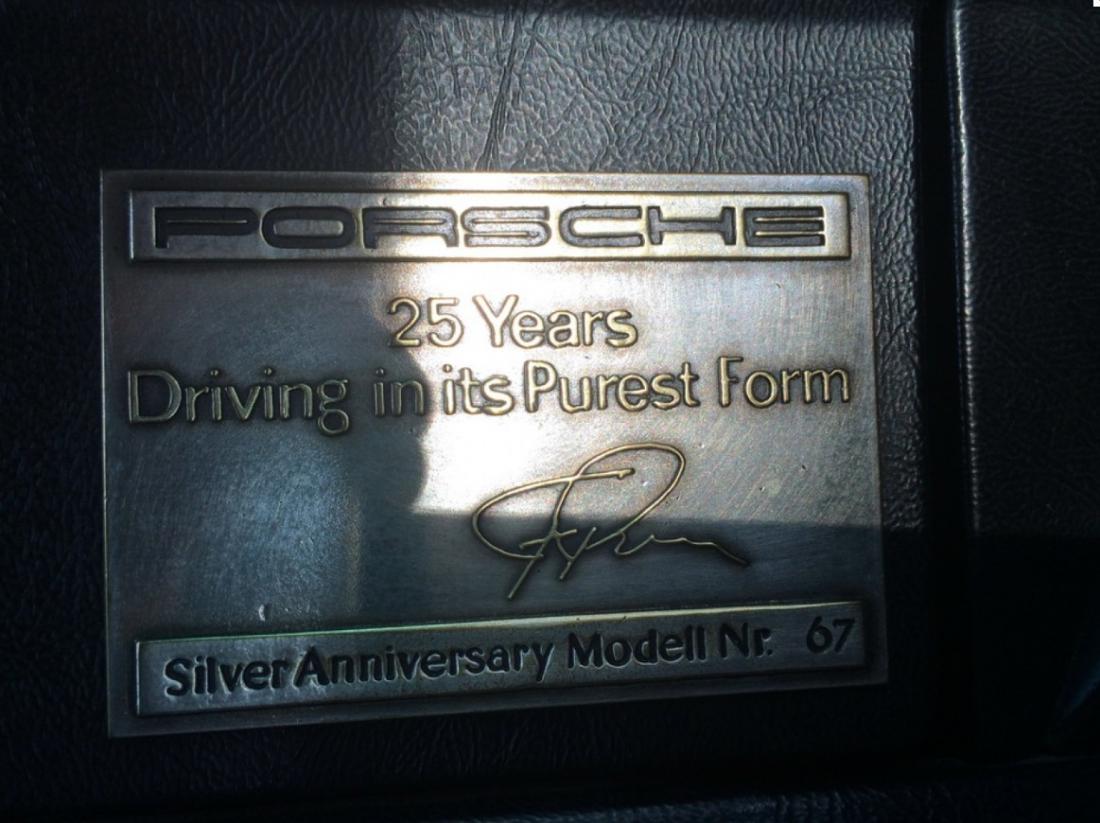 PORSCHE
25 Years
Driving in its Purest Form
Silver Anniversary Modell Nr. 67